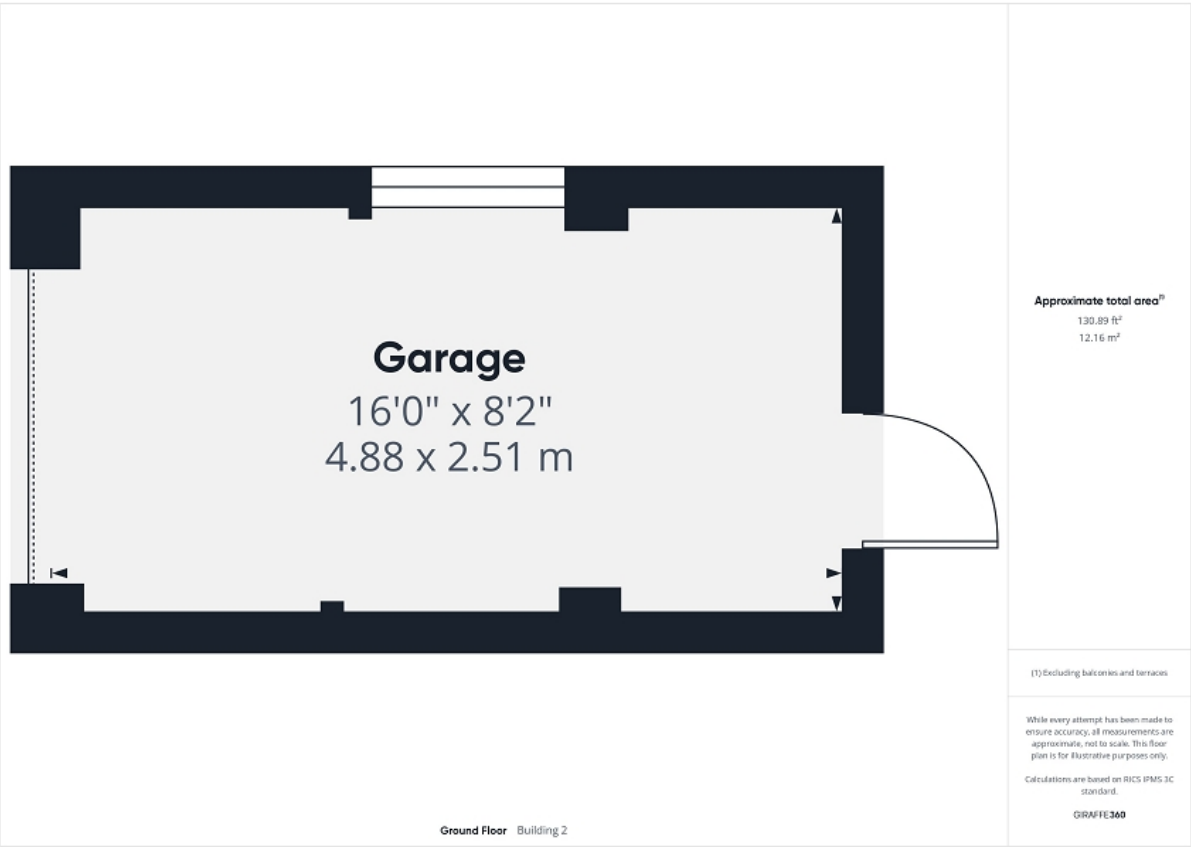 Garage
16'0" x 8'2"
4.88 x 2.51 m
Approximate total area⁽¹⁾
130.89 ft²
12.16 m²
(1) Excluding balconies and terraces
While every attempt has been made to
ensure accuracy, all measurements are
approximate, not to scale. This floor
plan is for illustrative purposes only.
Calculations are based on RICS IPMS 3C
standard.
GIRAFFE360
Ground Floor Building 2